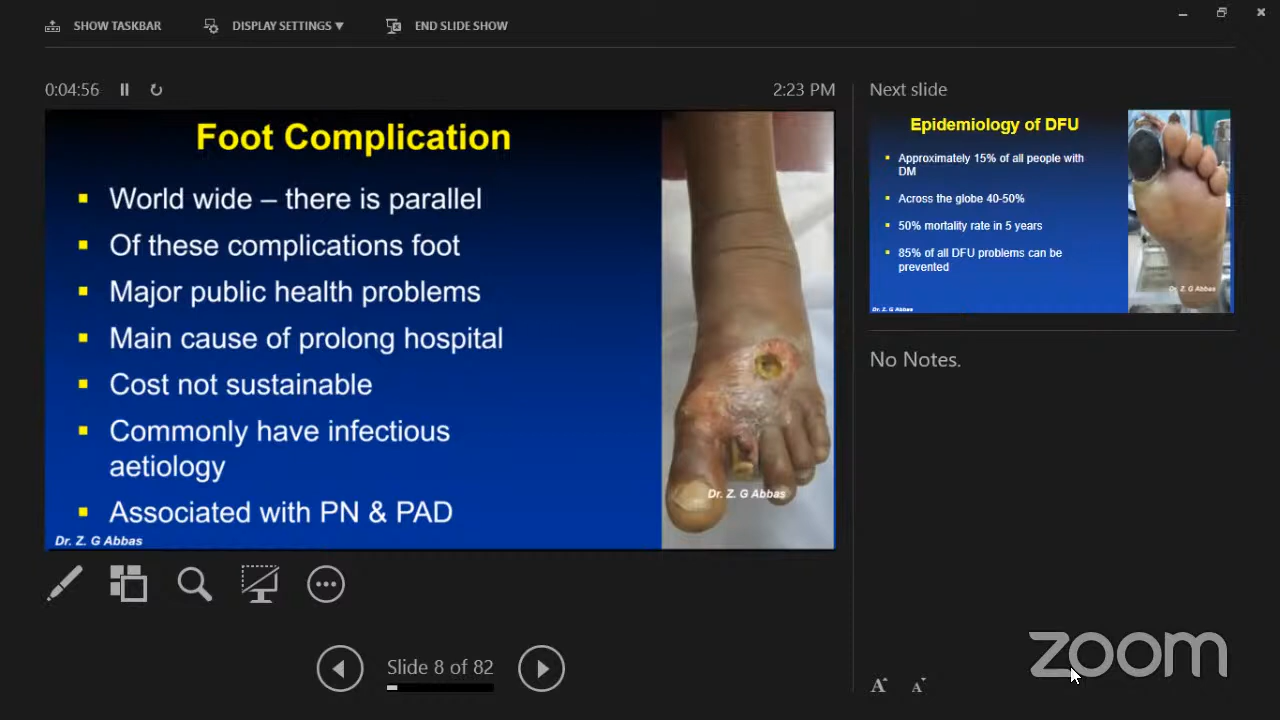 SHOW TASKBAR
DISPLAY SETTINGS ▼
END SLIDE SHOW
0:04:56
2:23 PM
Foot Complication
▪ World wide – there is parallel
▪ Of these complications foot
▪ Major public health problems
▪ Main cause of prolong hospital
▪ Cost not sustainable
▪ Commonly have infectious
aetiology
▪ Associated with PN & PAD
Dr. Z. G Abbas
Dr. Z. G Abbas
Slide 8 of 82
Next slide
Epidemiology of DFU
▪ Approximately 15% of all people with
DM
▪ Across the globe 40-50%
▪ 50% mortality rate in 5 years
▪ 85% of all DFU problems can be
prevented
Dr. Z. G Abbas
Dr. Z. G Abbas
No Notes.
A A
zoom